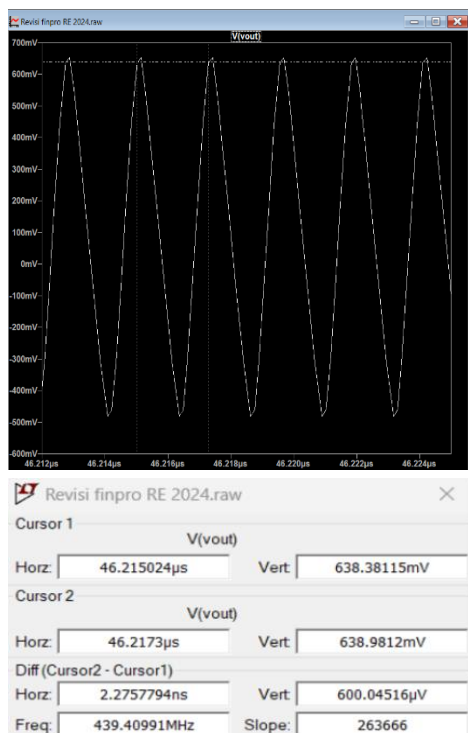 Revisi finpro RE 2024.raw
V(vout)
700mV
600mV
500mV
400mV
300mV
200mV
100mV
0mV
-100mV
-200mV
-300mV
-400mV
-500mV
-600mV
46.212µs 46.214µs 46.216µs 46.218µs 46.220µs 46.222µs 46.224µs
Revisi finpro RE 2024.raw
Cursor 1
V(vout)
Horz: 46.215024µs Vert: 638.38115mV
Cursor 2
V(vout)
Horz: 46.2173µs Vert: 638.9812mV
Diff (Cursor2 - Cursor1)
Horz: 2.2757794ns Vert: 600.04516µV
Freq: 439.40991MHz Slope: 263666